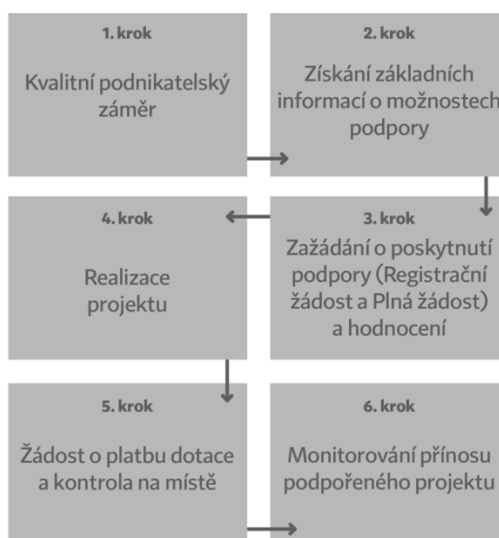 1. krok
Kvalitní podnikatelský
záměr
2. krok
Získání základních
informací o možnostech
podpory
3. krok
Zažádání o poskytnutí
podpory (Registrační
žádost a Plná žádost)
a hodnocení
4. krok
Realizace
projektu
5. krok
Žádost o platbu dotace
a kontrola na místě
6. krok
Monitorování přínosu
podpořeného projektu